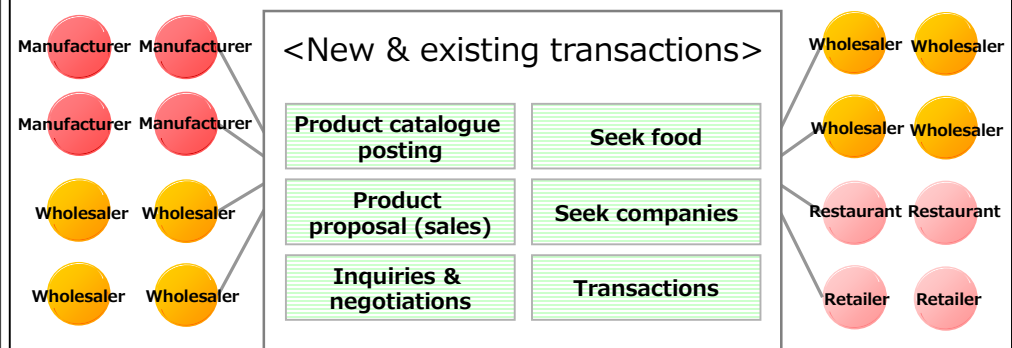 Manufacturer Manufacturer
Manufacturer Manufacturer
Wholesaler Wholesaler
Wholesaler Wholesaler
<New & existing transactions>
Product catalogue
posting
Seek food
Product
proposal (sales)
Seek companies
Inquiries &
negotiations
Transactions
Wholesaler Wholesaler
Wholesaler Wholesaler
Restaurant Restaurant
Retailer Retailer